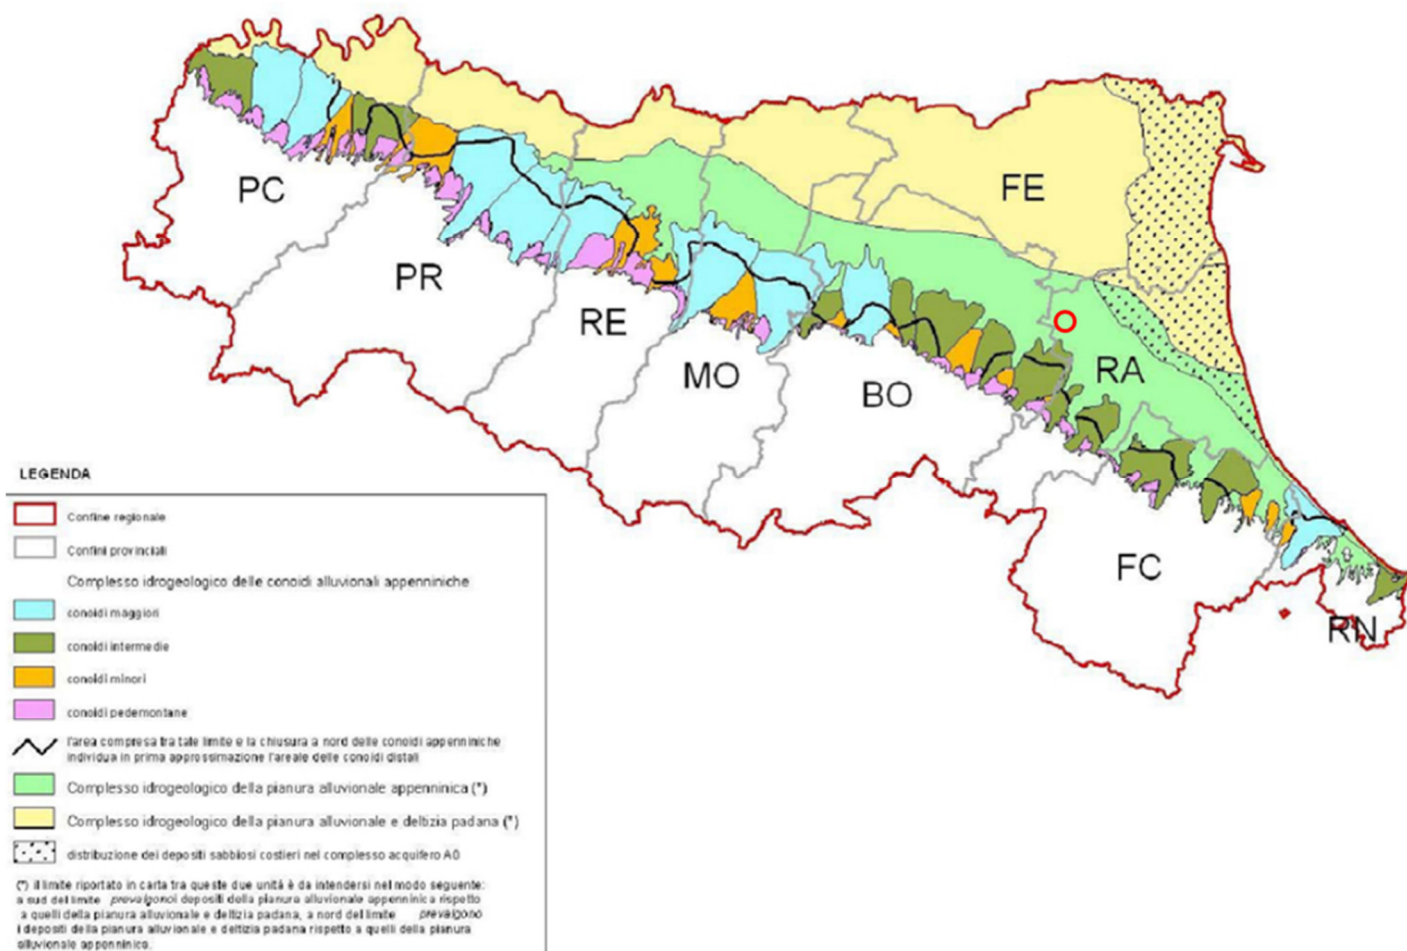 PC
FE
PR
RE
RA
MO
BO
FC
RN
LEGENDA
Confine regionale
Confini provinciali
Complesso idrogeologico delle conoidi alluvionali appenniniche
conoidi maggiori
conoidi intermedie
conoidi minori
conoidi pedemontane
l'area compresa tra tale limite e la chiusura a nord delle conoidi appenniniche
individua in prima approssimazione l'areale delle conoidi distali
Complesso idrogeologico della pianura alluvionale appenninica (*)
Complesso idrogeologico della pianura alluvionale e deltizia padana (*)
distribuzione dei depositi sabbiosi costieri nel complesso acquifero A0
(*) il limite riportato in carta tra queste due unità è da intendersi nel modo seguente:
a sud del limite prevalgono i depositi della pianura alluvionale appenninica rispetto
a quelli della pianura alluvionale e deltizia padana, a nord del limite prevalgono
i depositi della pianura alluvionale e deltizia padana rispetto a quelli della pianura
alluvionale appenninica.